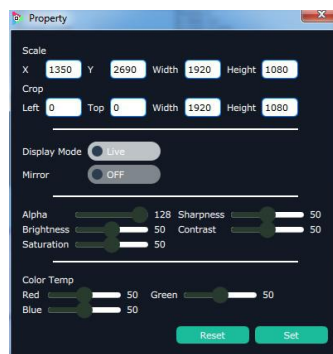 Property
Scale
X 1350 Y 2690 Width 1920 Height 1080
Crop
Left 0 Top 0 Width 1920 Height 1080
Display Mode Live
Mirror OFF
Alpha 128 Sharpness 50
Brightness 50 Contrast 50
Saturation 50
Color Temp
Red 50 Green 50
Blue 50
Reset Set